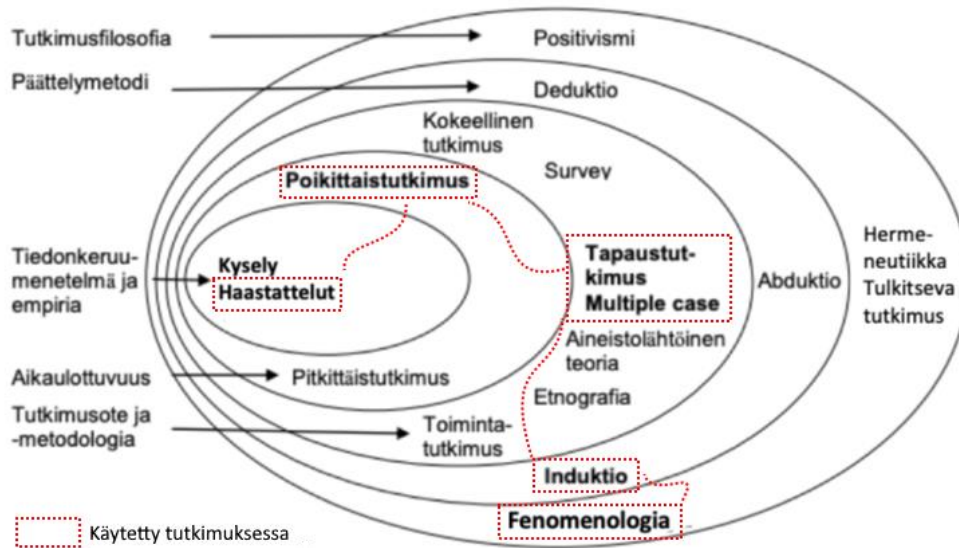 Tutkimusfilosofia
Positivismi
Päättelymetodi
Deduktio
Kokeellinen
tutkimus
Survey
Poikittaistutkimus
Tiedonkeruu-
menetelmä ja
empiria
Kysely
Haastattelut
Tapaustut-
kimus
Multiple case
Abduktio
Herme-
neutiikka
Tulkitseva
tutkimus
Aineistolähtöinen
teoria
Etnografia
Aikaulottuvuus
Pitkittäistutkimus
Tutkimusote ja
-metodologia
Toiminta-
tutkimus
Induktio
Fenomenologia
Käytetty tutkimuksessa